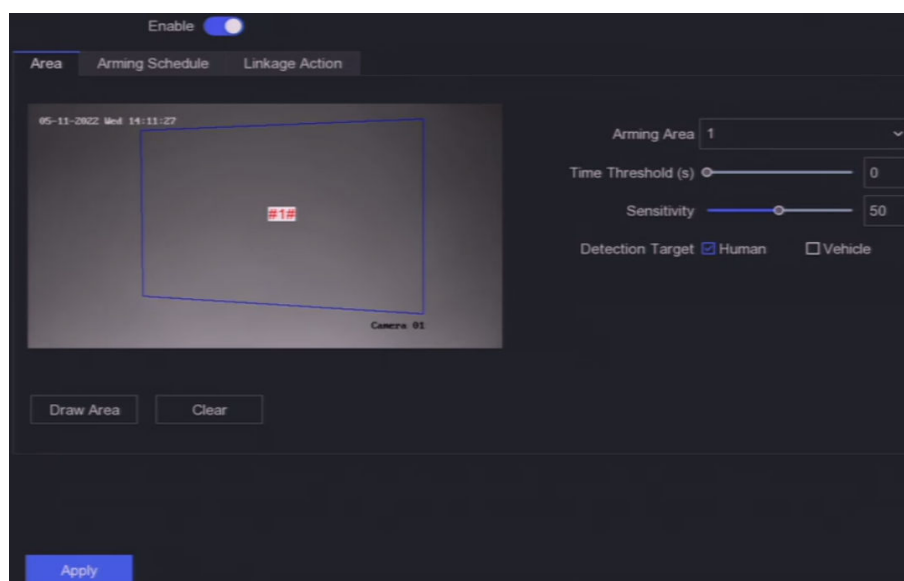 Enable
Area Arming Schedule Linkage Action
05-11-2022 Wed 14:11:27
#1#
Camera 01
Arming Area 1
Time Threshold (s) 0
Sensitivity 50
Detection Target Human Vehicle
Draw Area Clear
Apply